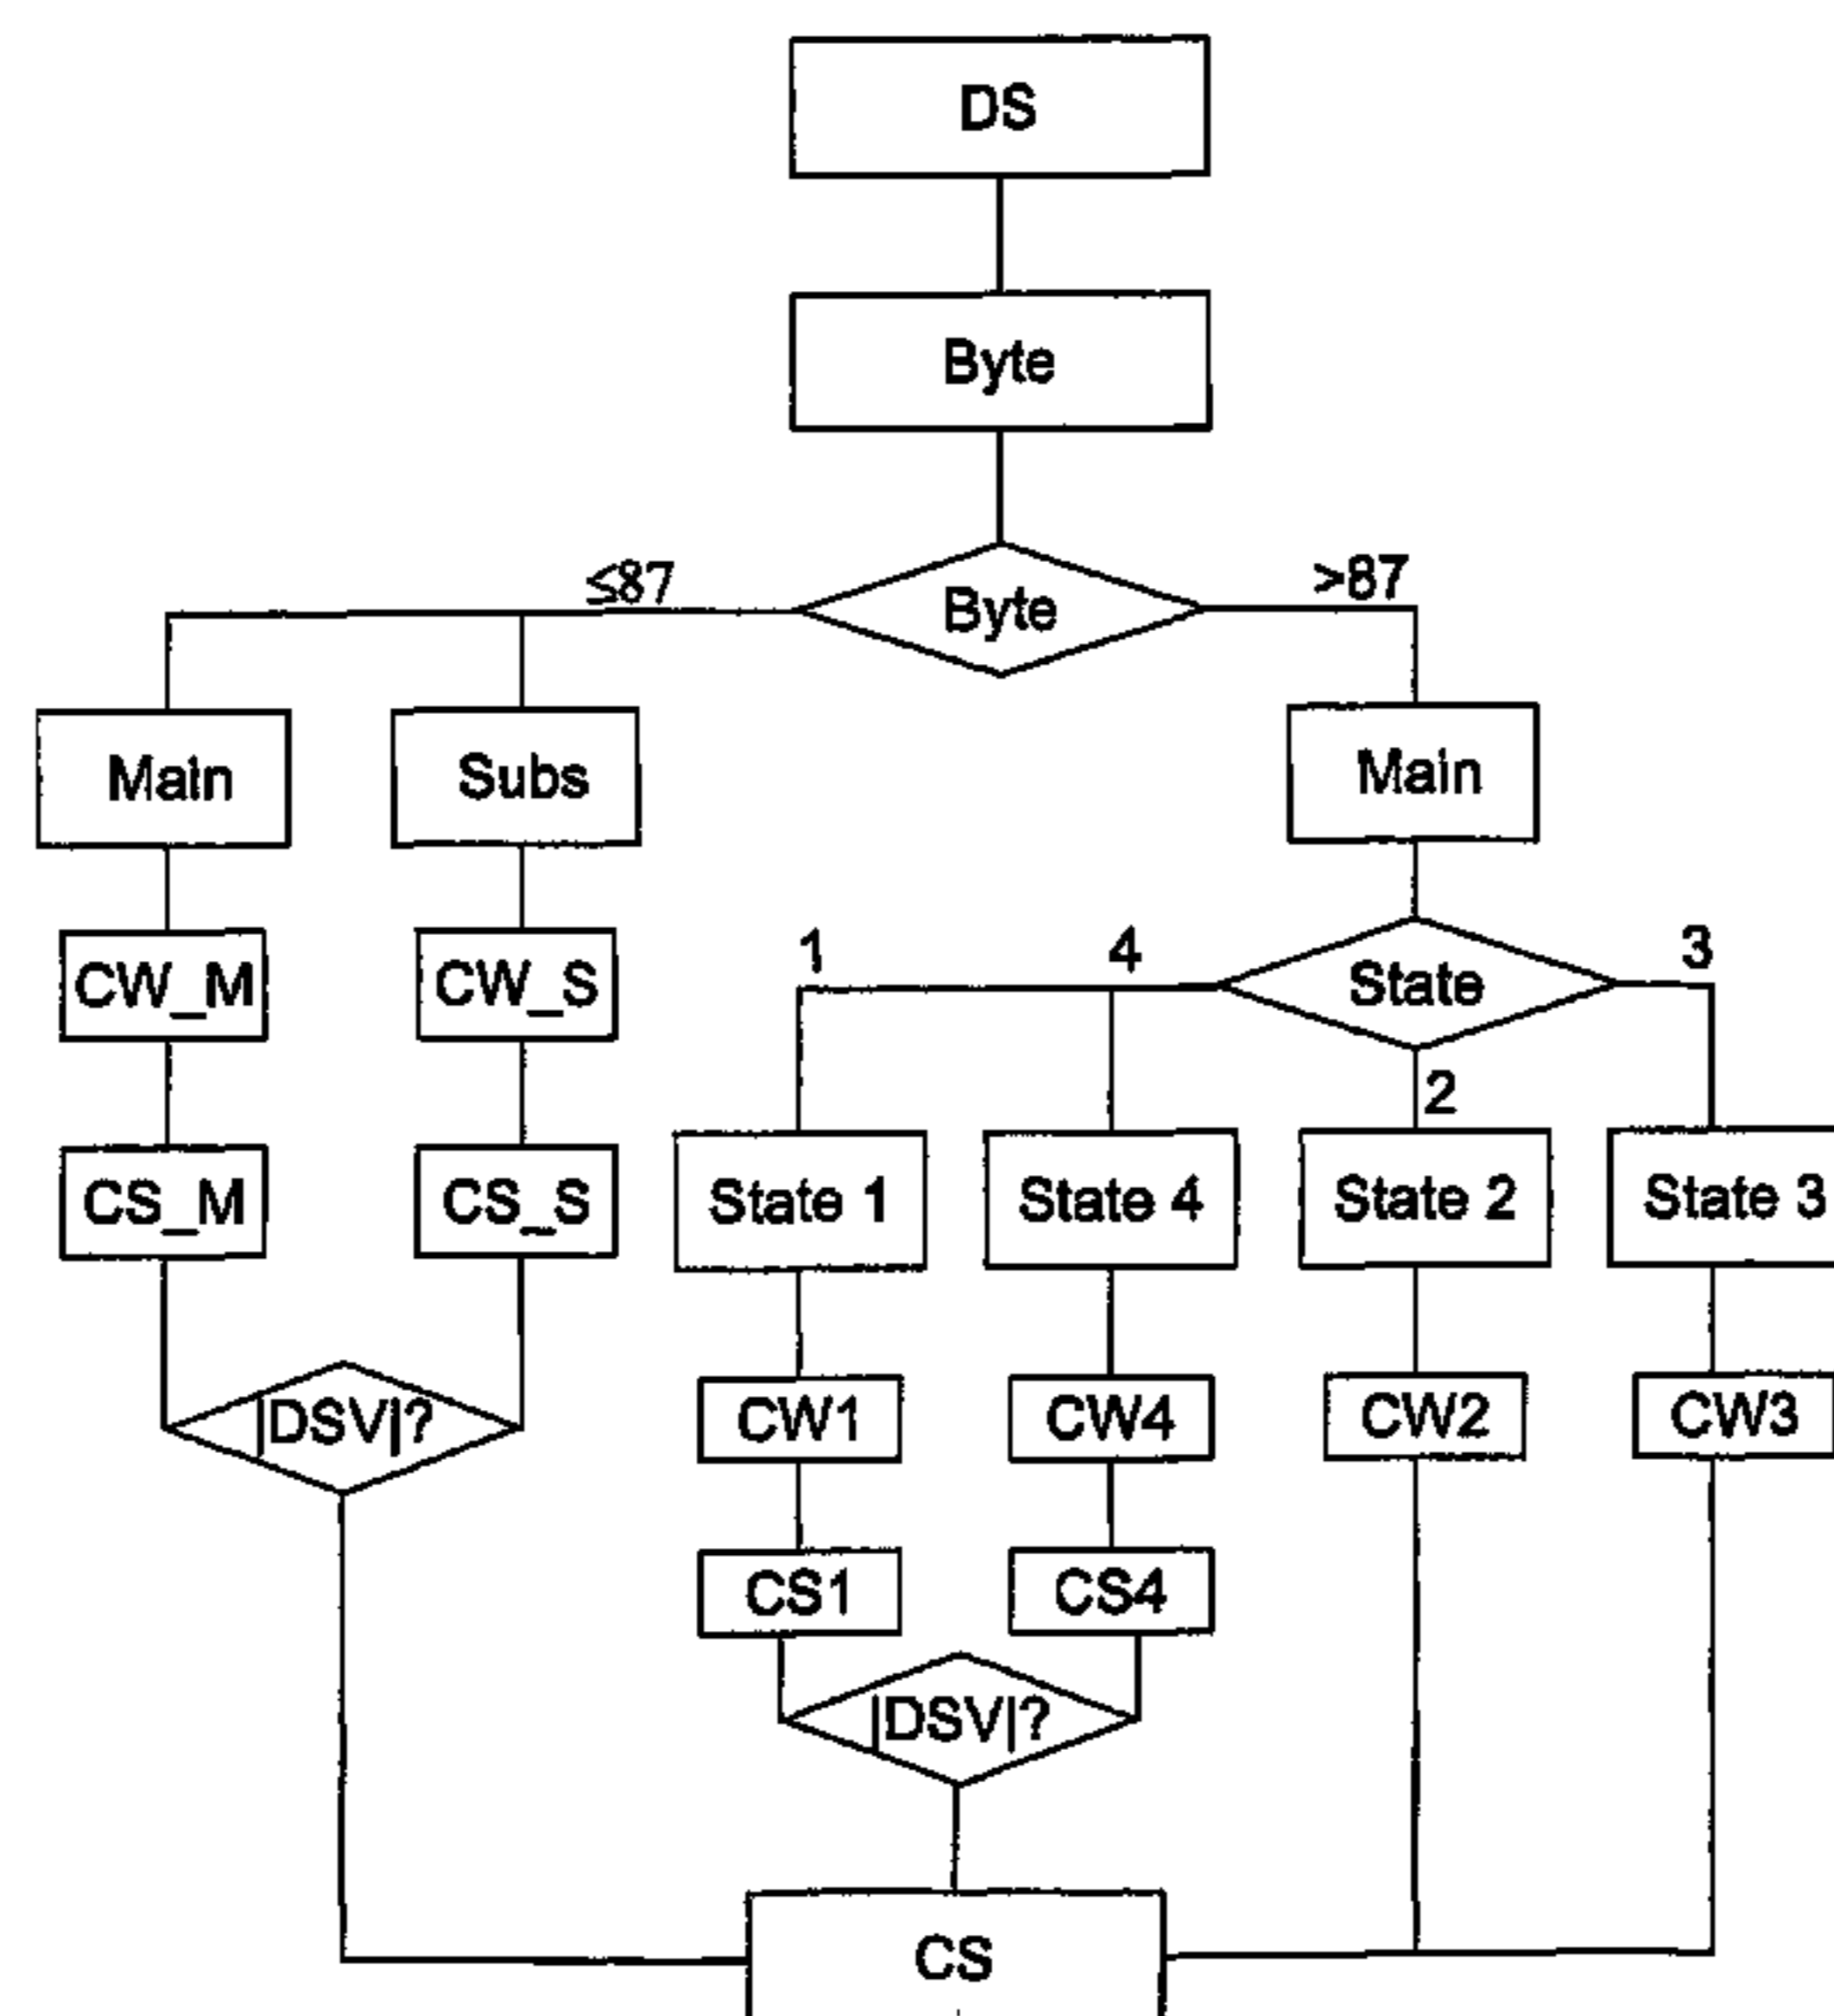 DS
Byte
≤87
Byte
>87
Main
Subs
Main
CW_M
CW_S
1
4
State
3
2
CS_M
CS_S
State 1
State 4
State 2
State 3
|DSV|?
CW1
CW4
CW2
CW3
CS1
CS4
|DSV|?
CS